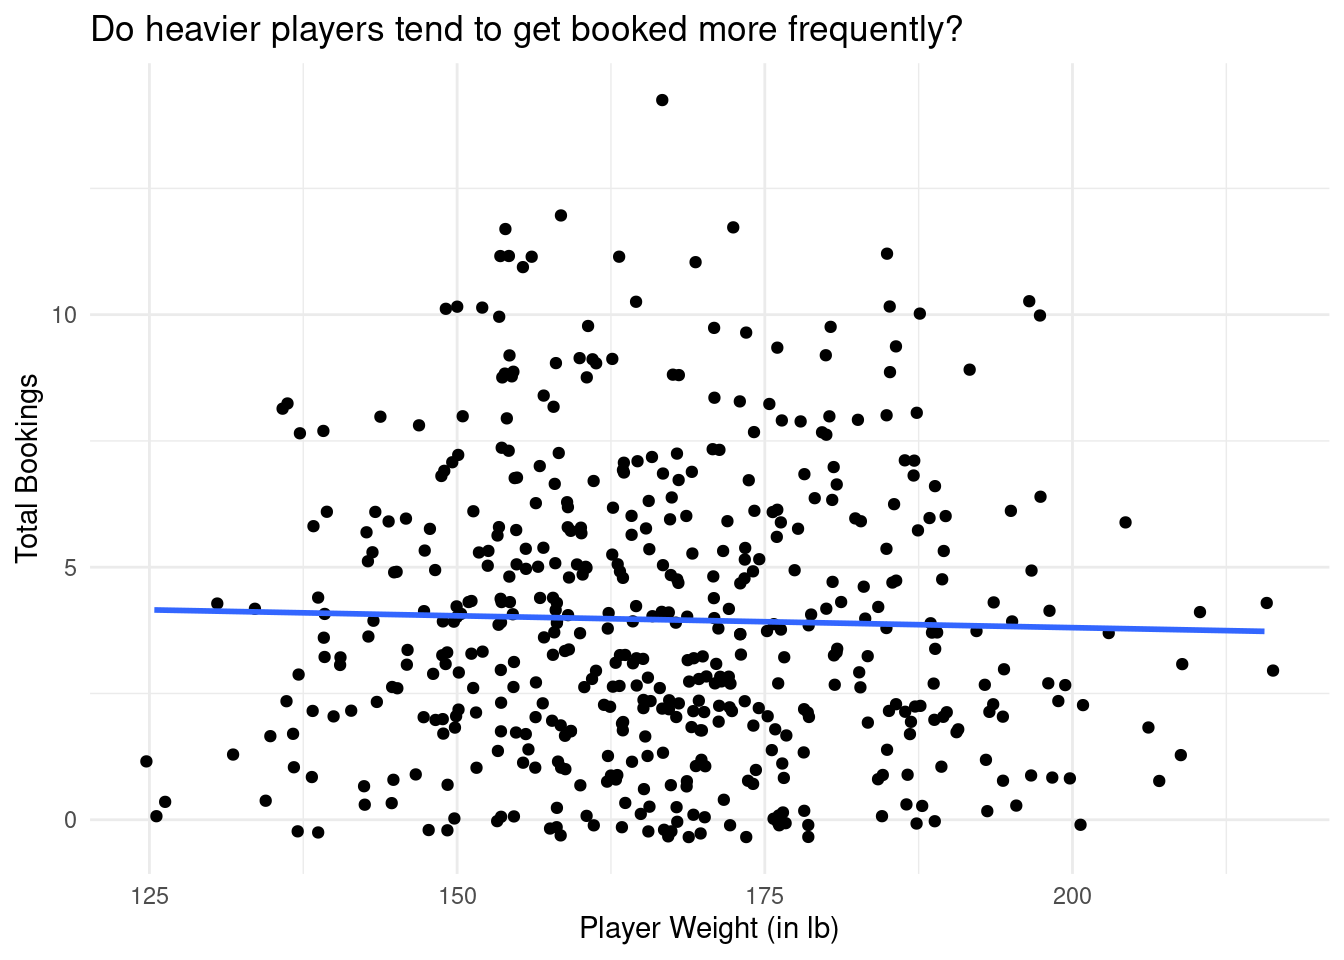 Do heavier players tend to get booked more frequently?
10
5
0
Total Bookings
125
150
175
200
Player Weight (in lb)